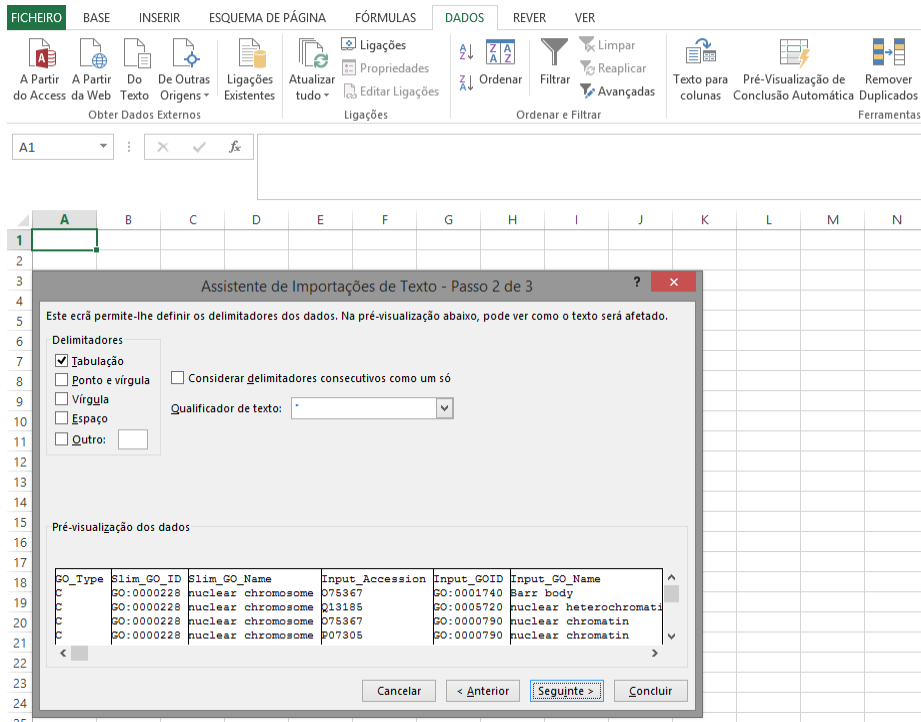 FICHEIRO BASE INSERIR ESQUEMA DE PÁGINA FÓRMULAS DADOS REVER VER
A Partir do Access
A Partir da Web
Do Texto
De Outras Origens
Ligações Existentes
Obter Dados Externos
Atualizar tudo
Ligações
Propriedades
Editar Ligações
Ligações
Ordenar
Filtrar
Limpar
Reaplicar
Avançadas
Ordenar e Filtrar
Texto para colunas
Pré-Visualização de Conclusão Automática
Remover Duplicados
Ferramentas
A1 fx
A B C D E F G H I J K L M N
1
2
3
4
5
6
7
8
9
10
11
12
13
14
15
16
17
18
19
20
21
22
23
24
25
Assistente de Importações de Texto - Passo 2 de 3 ?
Este ecrã permite-lhe definir os delimitadores dos dados. Na pré-visualização abaixo, pode ver como o texto será afetado.
Delimitadores
Tabulação
Ponto e vírgula
Vírgula
Espaço
Outro:
Considerar delimitadores consecutivos como um só
Qualificador de texto: "
Pré-visualização dos dados
GO_Type Slim_GO_ID Slim_GO_Name Input_Accession Input_GOID Input_GO_Name
C GO:0000228 nuclear chromosome O75367 GO:0001740 Barr body
C GO:0000228 nuclear chromosome Q13185 GO:0005720 nuclear heterochromati
C GO:0000228 nuclear chromosome O75367 GO:0000790 nuclear chromatin
C GO:0000228 nuclear chromosome P07305 GO:0000790 nuclear chromatin
Cancelar < Anterior Seguinte > Concluir